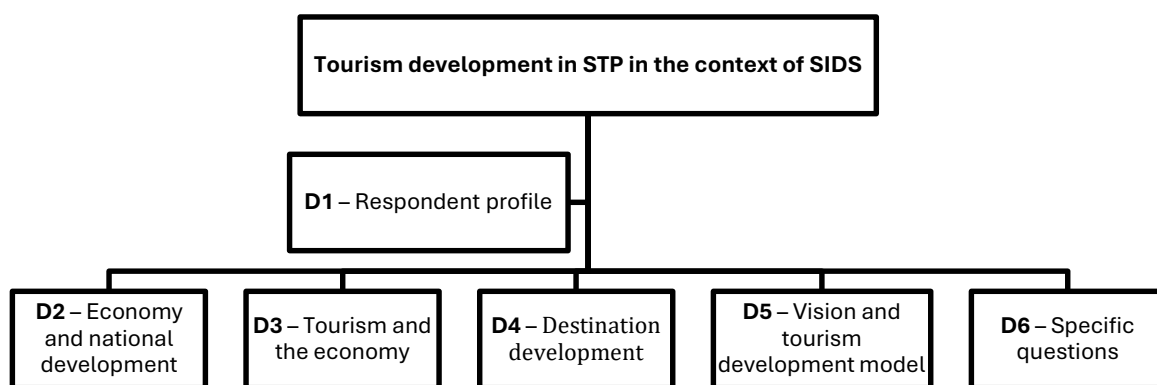 Tourism development in STP in the context of SIDS
D1 – Respondent profile
D2 – Economy
and national
development
D3 – Tourism and
the economy
D4 – Destination
development
D5 – Vision and
tourism
development model
D6 – Specific
questions